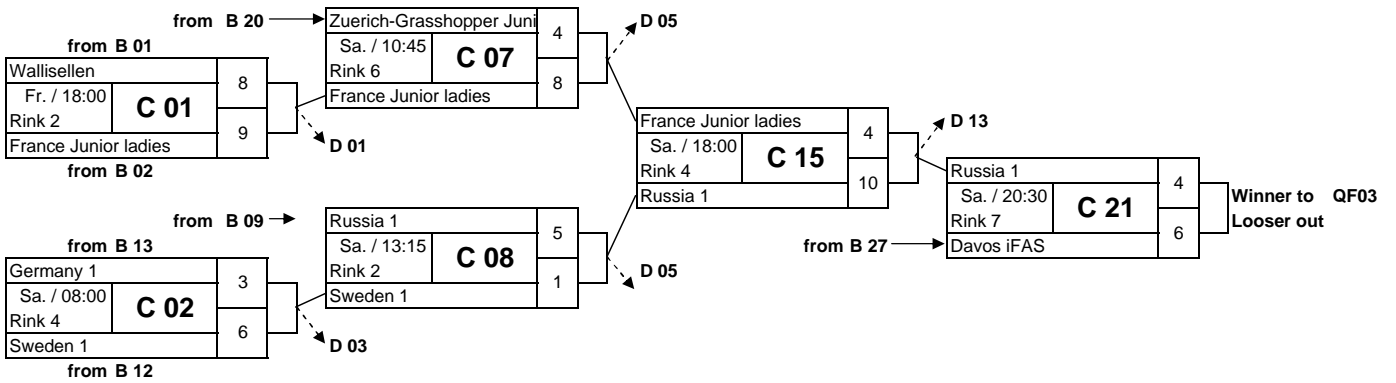 from B 20
Zuerich-Grasshopper Juni
4
D 05
Sa. / 10:45
C 07
Rink 6
8
France Junior ladies
from B 01
Wallisellen
8
Fr. / 18:00
C 01
Rink 2
9
France Junior ladies
D 01
from B 02
France Junior ladies
4
D 13
Sa. / 18:00
C 15
Rink 4
10
Russia 1
Russia 1
4
Sa. / 20:30
C 21
Rink 7
6
Davos iFAS
from B 27
Winner to QF03
Looser out
from B 09
Russia 1
5
Sa. / 13:15
C 08
Rink 2
1
Sweden 1
D 05
from B 13
Germany 1
3
Sa. / 08:00
C 02
Rink 4
6
Sweden 1
D 03
from B 12